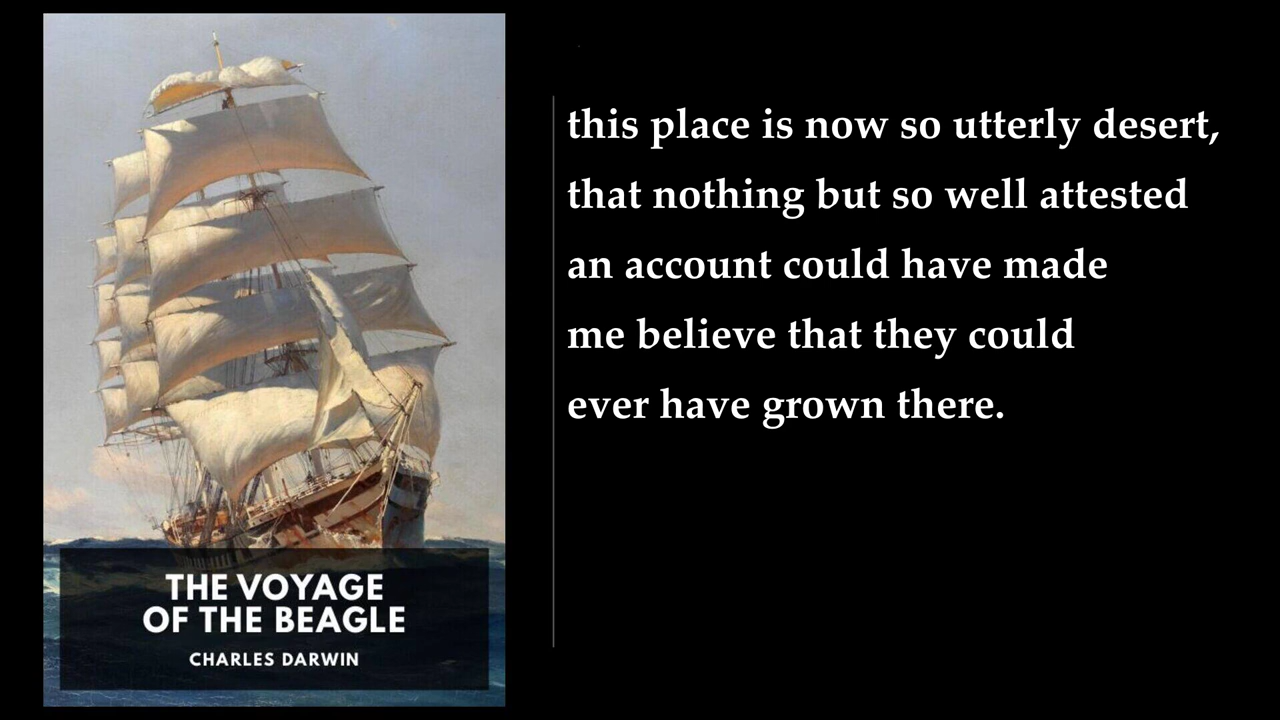 this place is now so utterly desert,
that nothing but so well attested
an account could have made
me believe that they could
ever have grown there.
THE VOYAGE
OF THE BEAGLE
CHARLES DARWIN